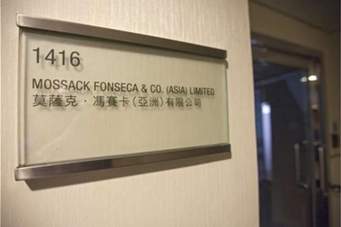 1416
MOSSACK FONSECA & CO. (ASIA) LIMITED
莫薩克 · 馮賽卡 (亞洲) 有限公司